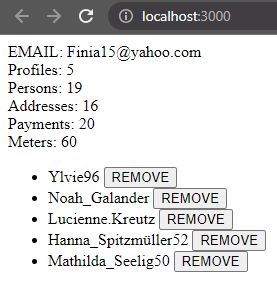 localhost:3000
EMAIL: Finia15@yahoo.com
Profiles: 5
Persons: 19
Addresses: 16
Payments: 20
Meters: 60
Ylvie96 REMOVE
Noah_Galander REMOVE
Lucienne.Kreutz REMOVE
Hanna_Spitzmüller52 REMOVE
Mathilda_Seelig50 REMOVE